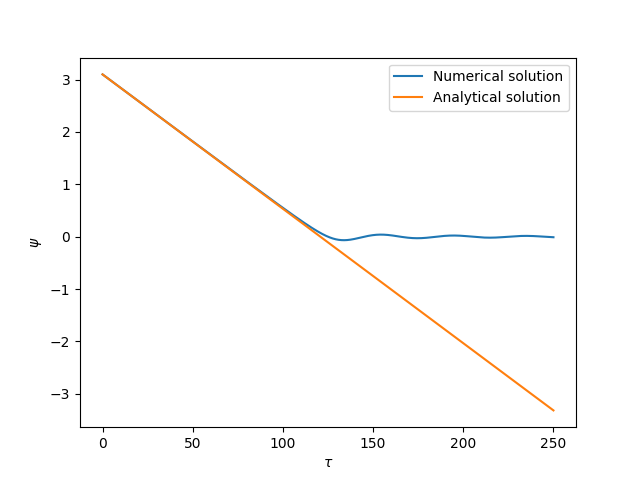 Numerical solution
Analytical solution
3
2
1
0
−1
−2
−3
ψ
0 50 100 150 200 250
τ